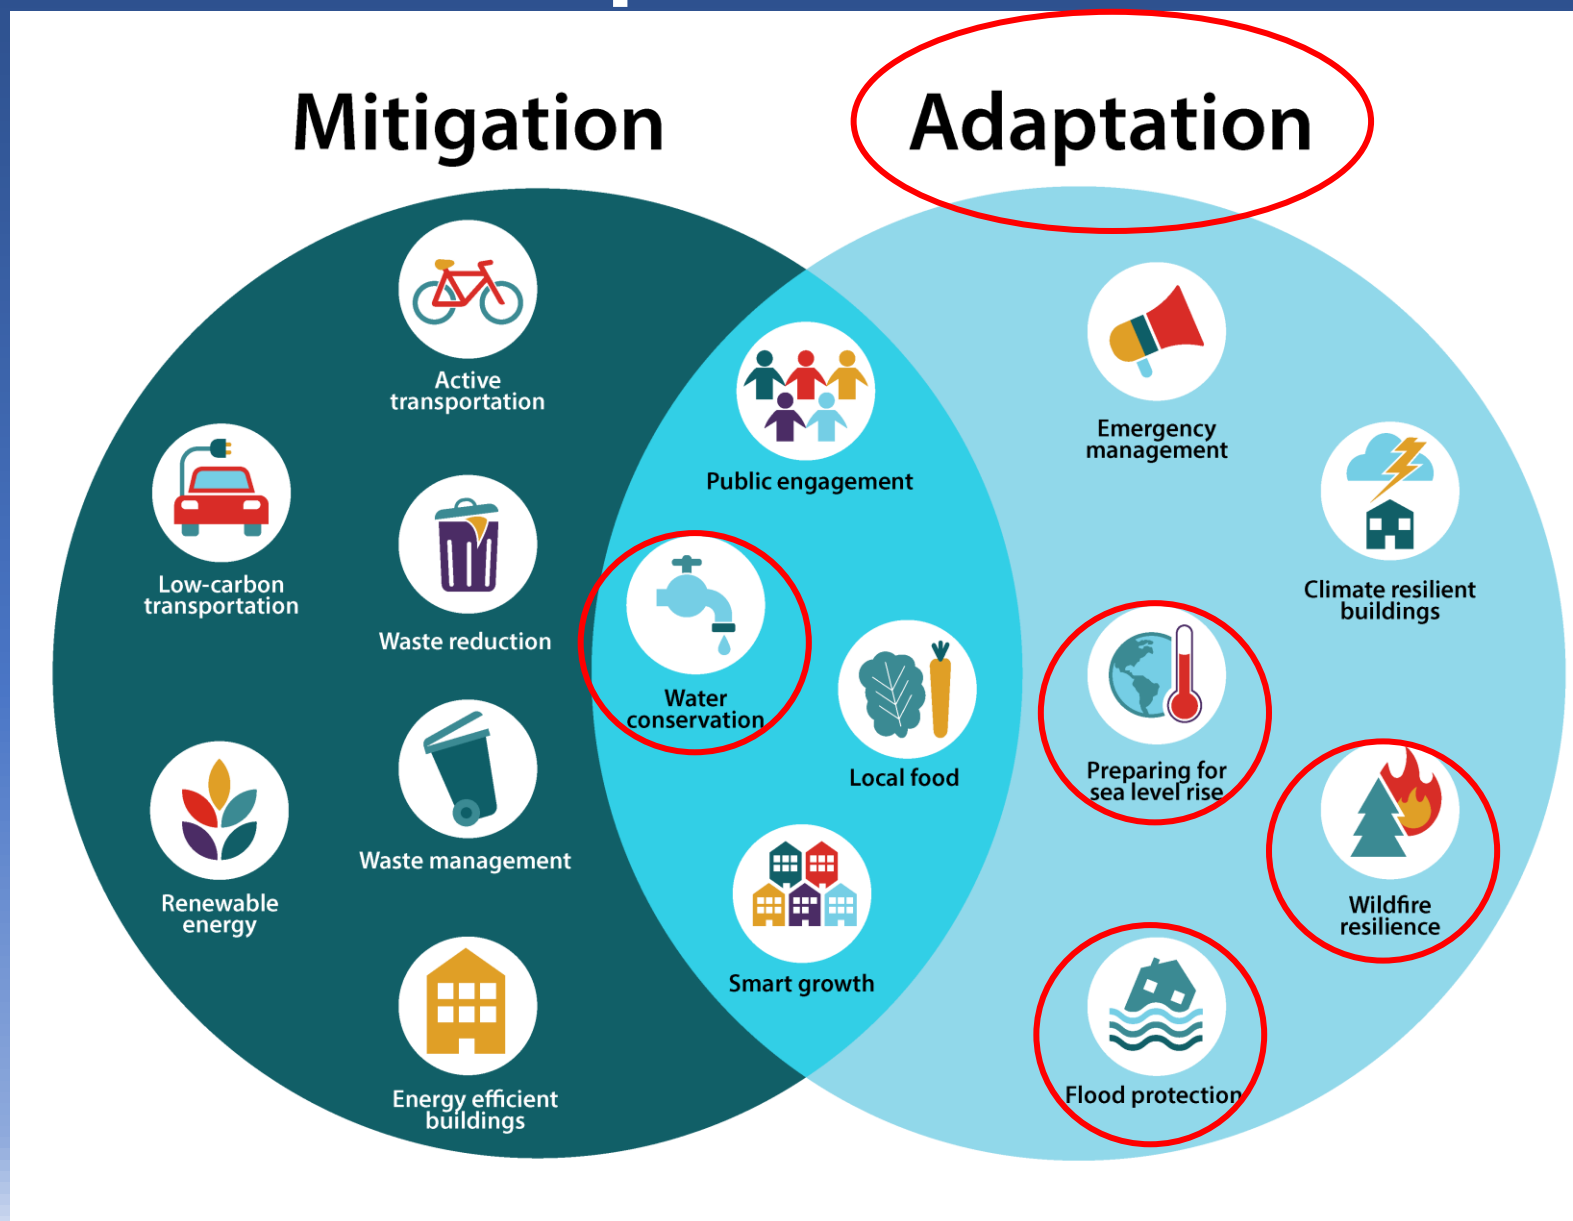 Mitigation
Adaptation
Active
transportation
Low-carbon
transportation
Waste reduction
Waste management
Renewable
energy
Energy efficient
buildings
Public engagement
Water
conservation
Local food
Smart growth
Emergency
management
Climate resilient
buildings
Preparing for
sea level rise
Wildfire
resilience
Flood protection